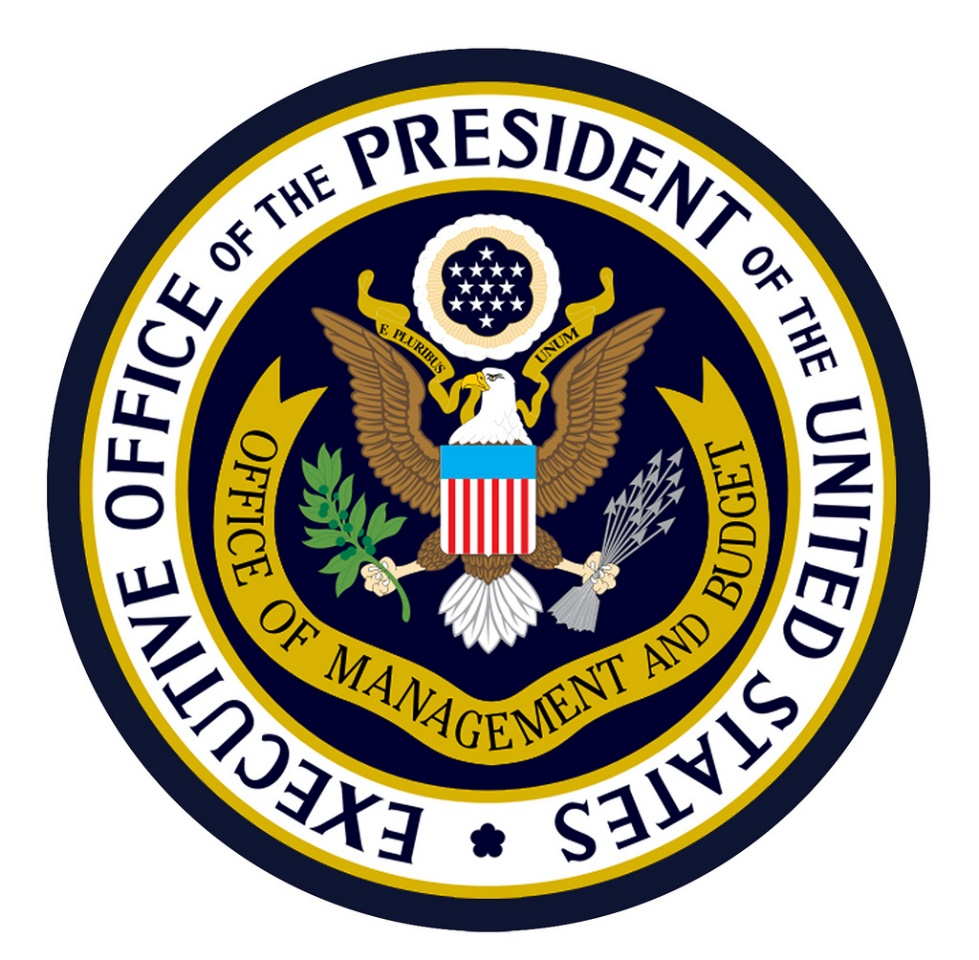 EXECUTIVE OFFICE OF THE PRESIDENT OF THE UNITED STATES
E PLURIBUS UNUM
OFFICE OF MANAGEMENT AND BUDGET